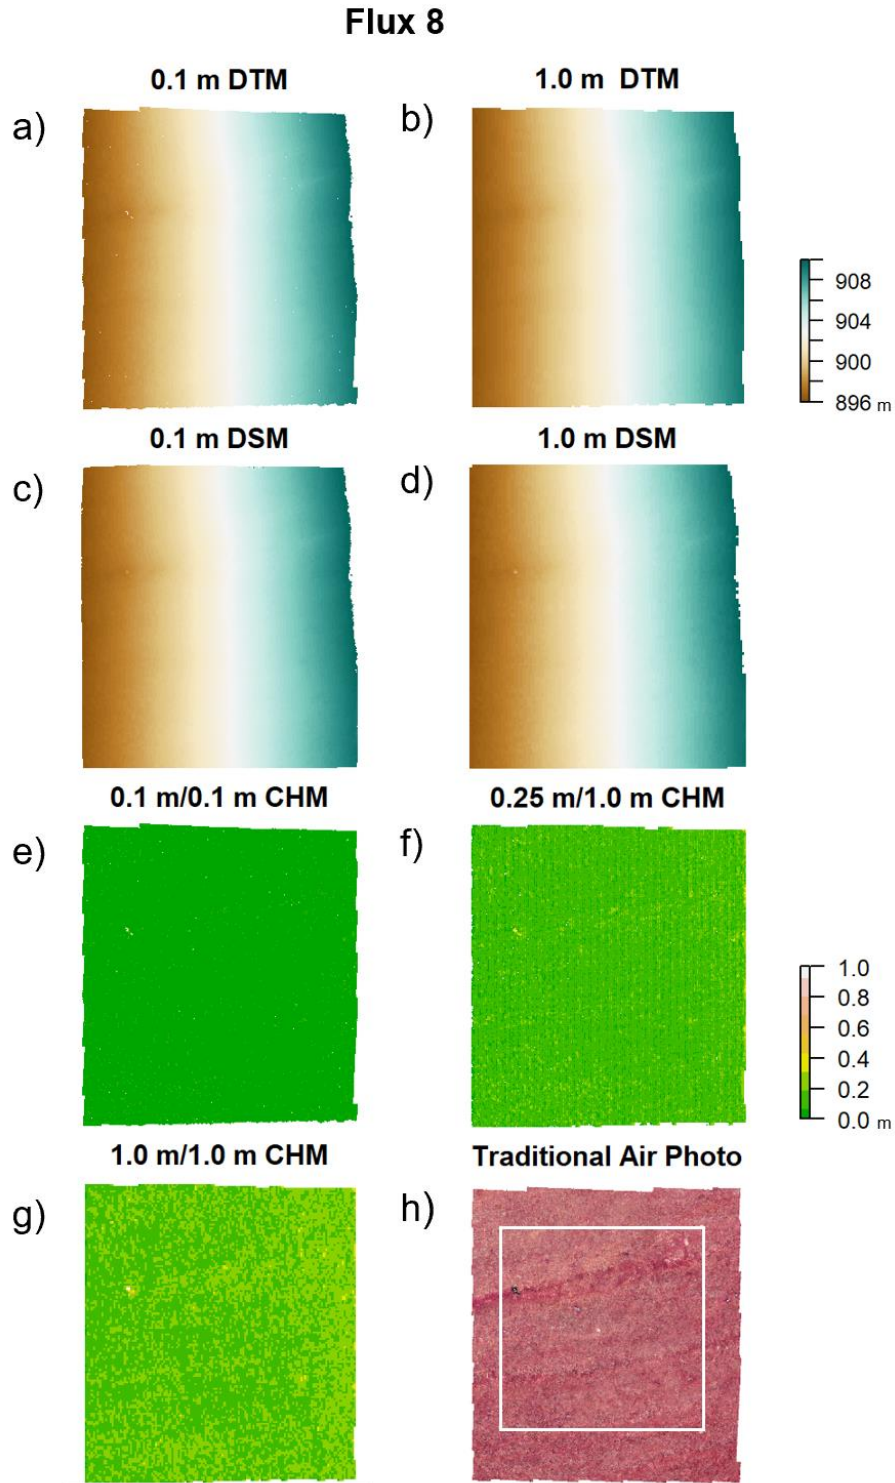 Flux 8
0.1 m DTM
1.0 m  DTM
a)
b)
908
904
900
896 m
0.1 m DSM
1.0 m DSM
c)
d)
0.1 m/0.1 m CHM
0.25 m/1.0 m CHM
e)
f)
1.0
0.8
0.6
0.4
0.2
0.0 m
1.0 m/1.0 m CHM
Traditional Air Photo
g)
h)